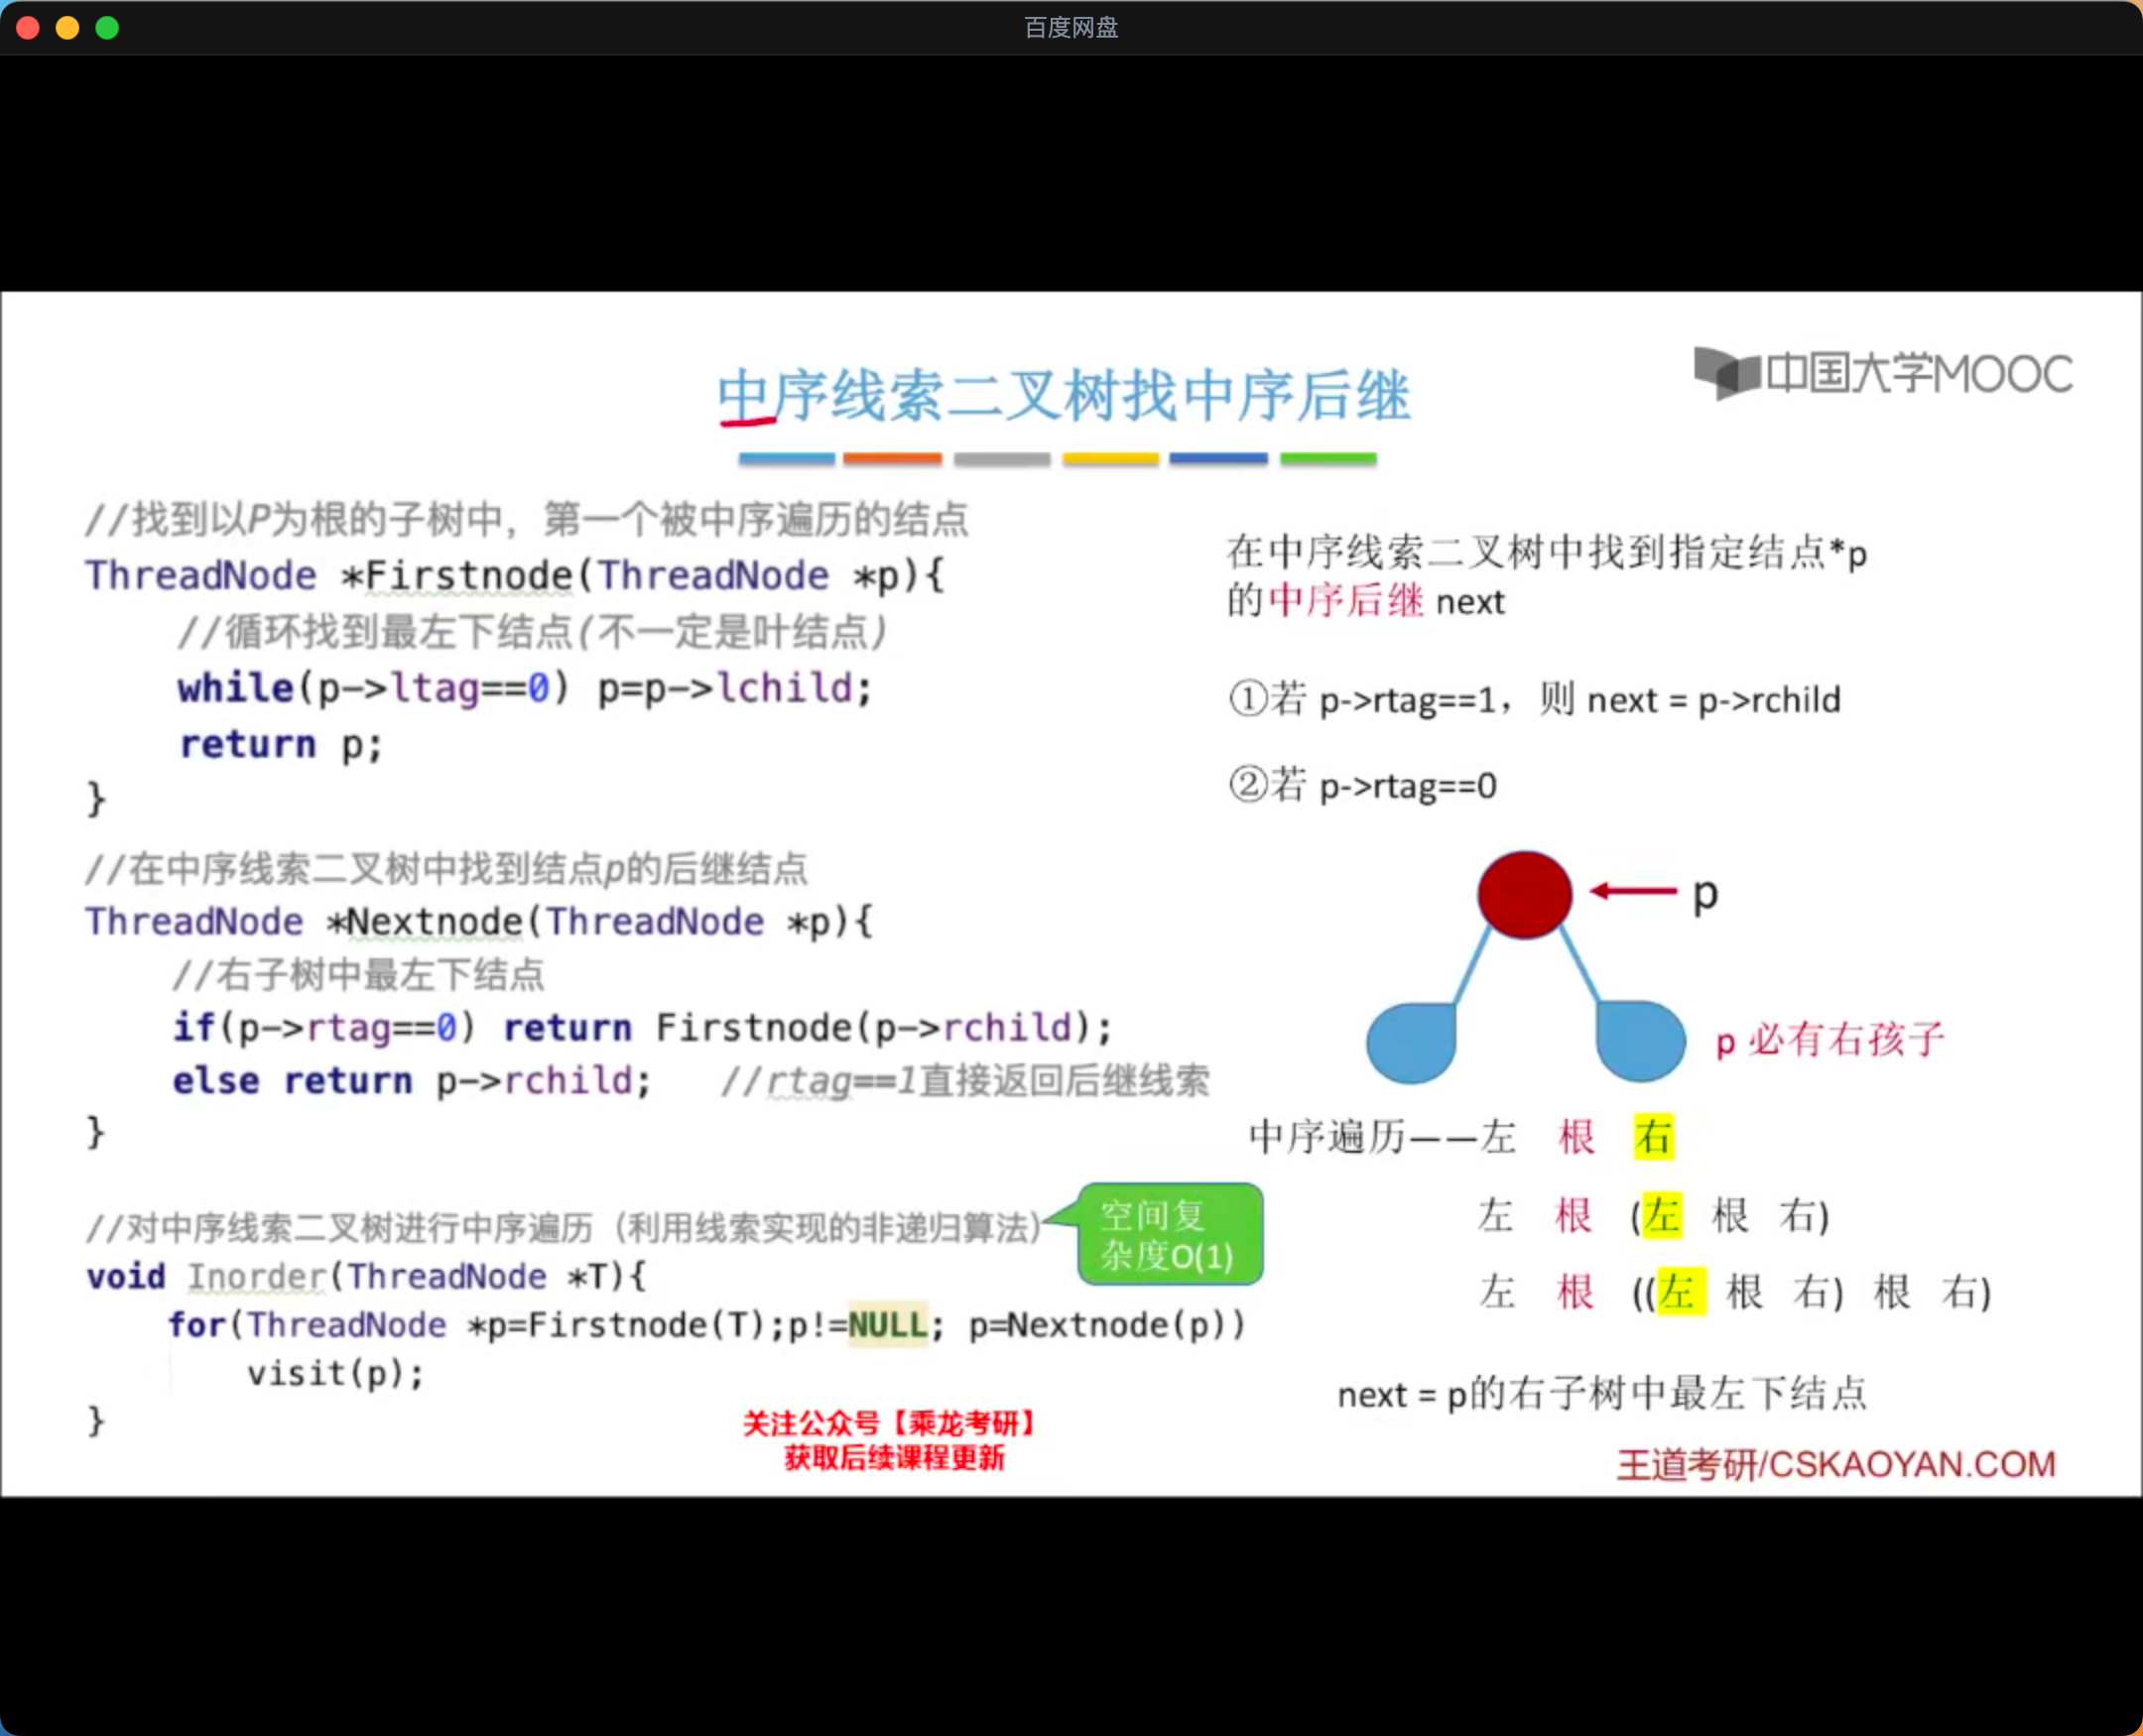 百度网盘
中国大学MOOC
中序线索二叉树找中序后继
//找到以P为根的子树中，第一个被中序遍历的结点
ThreadNode *Firstnode(ThreadNode *p){
//循环找到最左下结点(不一定是叶结点)
while(p->ltag==0) p=p->lchild;
return p;
}
//在中序线索二叉树中找到结点p的后继结点
ThreadNode *Nextnode(ThreadNode *p){
//右子树中最左下结点
if(p->rtag==0) return Firstnode(p->rchild);
else return p->rchild; //rtag==1直接返回后继线索
}
//对中序线索二叉树进行中序遍历（利用线索实现的非递归算法）
void Inorder(ThreadNode *T){
for(ThreadNode *p=Firstnode(T);p!=NULL; p=Nextnode(p))
visit(p);
}
空间复
杂度O(1)
关注公众号【乘龙考研】
获取后续课程更新
在中序线索二叉树中找到指定结点*p
的中序后继 next
①若 p->rtag==1，则 next = p->rchild
②若 p->rtag==0
p
p 必有右孩子
中序遍历——左 根 右
左 根 (左 根 右)
左 根 ((左 根 右) 根 右)
next = p的右子树中最左下结点
王道考研/CSKAOYAN.COM